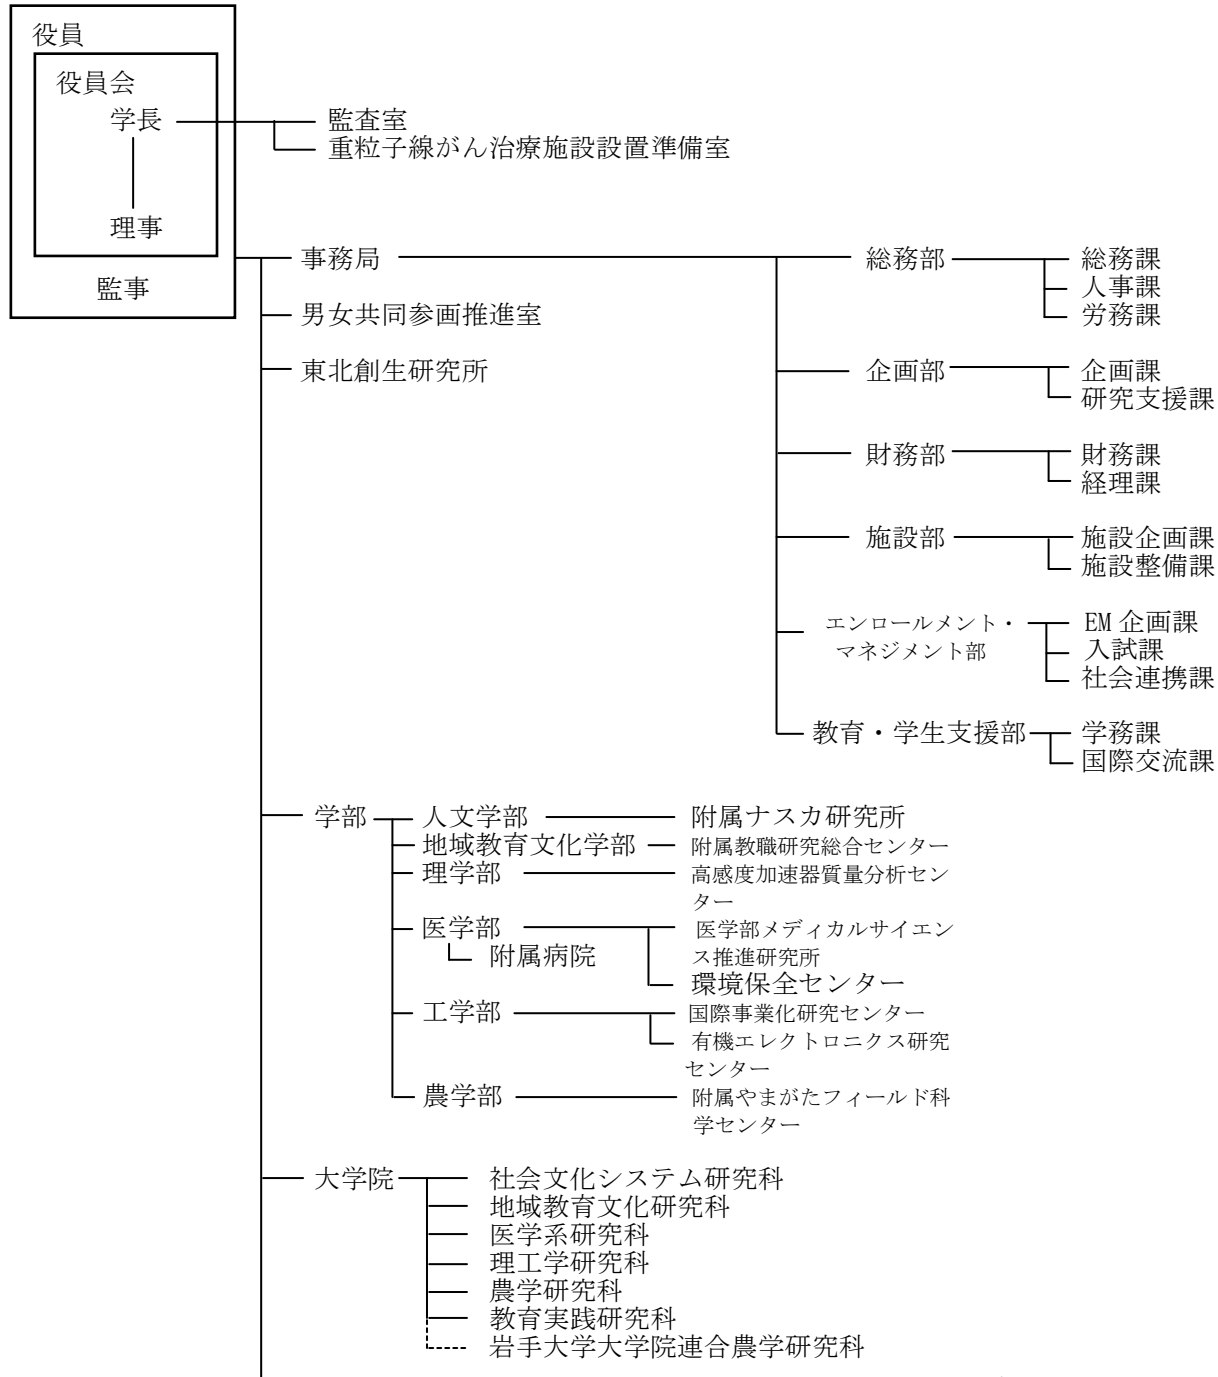 役員
役員会
学長
監査室
重粒子線がん治療施設設置準備室
理事
監事
事務局
総務部
総務課
人事課
労務課
男女共同参画推進室
東北創生研究所
企画部
企画課
研究支援課
財務部
財務課
経理課
施設部
施設企画課
施設整備課
エンロールメント・
マネジメント部
EM 企画課
入試課
社会連携課
教育・学生支援部
学務課
国際交流課
学部
人文学部
附属ナスカ研究所
地域教育文化学部
附属教職研究総合センター
理学部
高感度加速器質量分析セン
ター
医学部
附属病院
医学部メディカルサイエン
ス推進研究所
環境保全センター
工学部
国際事業化研究センター
有機エレクトロニクス研究
センター
農学部
附属やまがたフィールド科
学センター
大学院
社会文化システム研究科
地域教育文化研究科
医学系研究科
理工学研究科
農学研究科
教育実践研究科
岩手大学大学院連合農学研究科